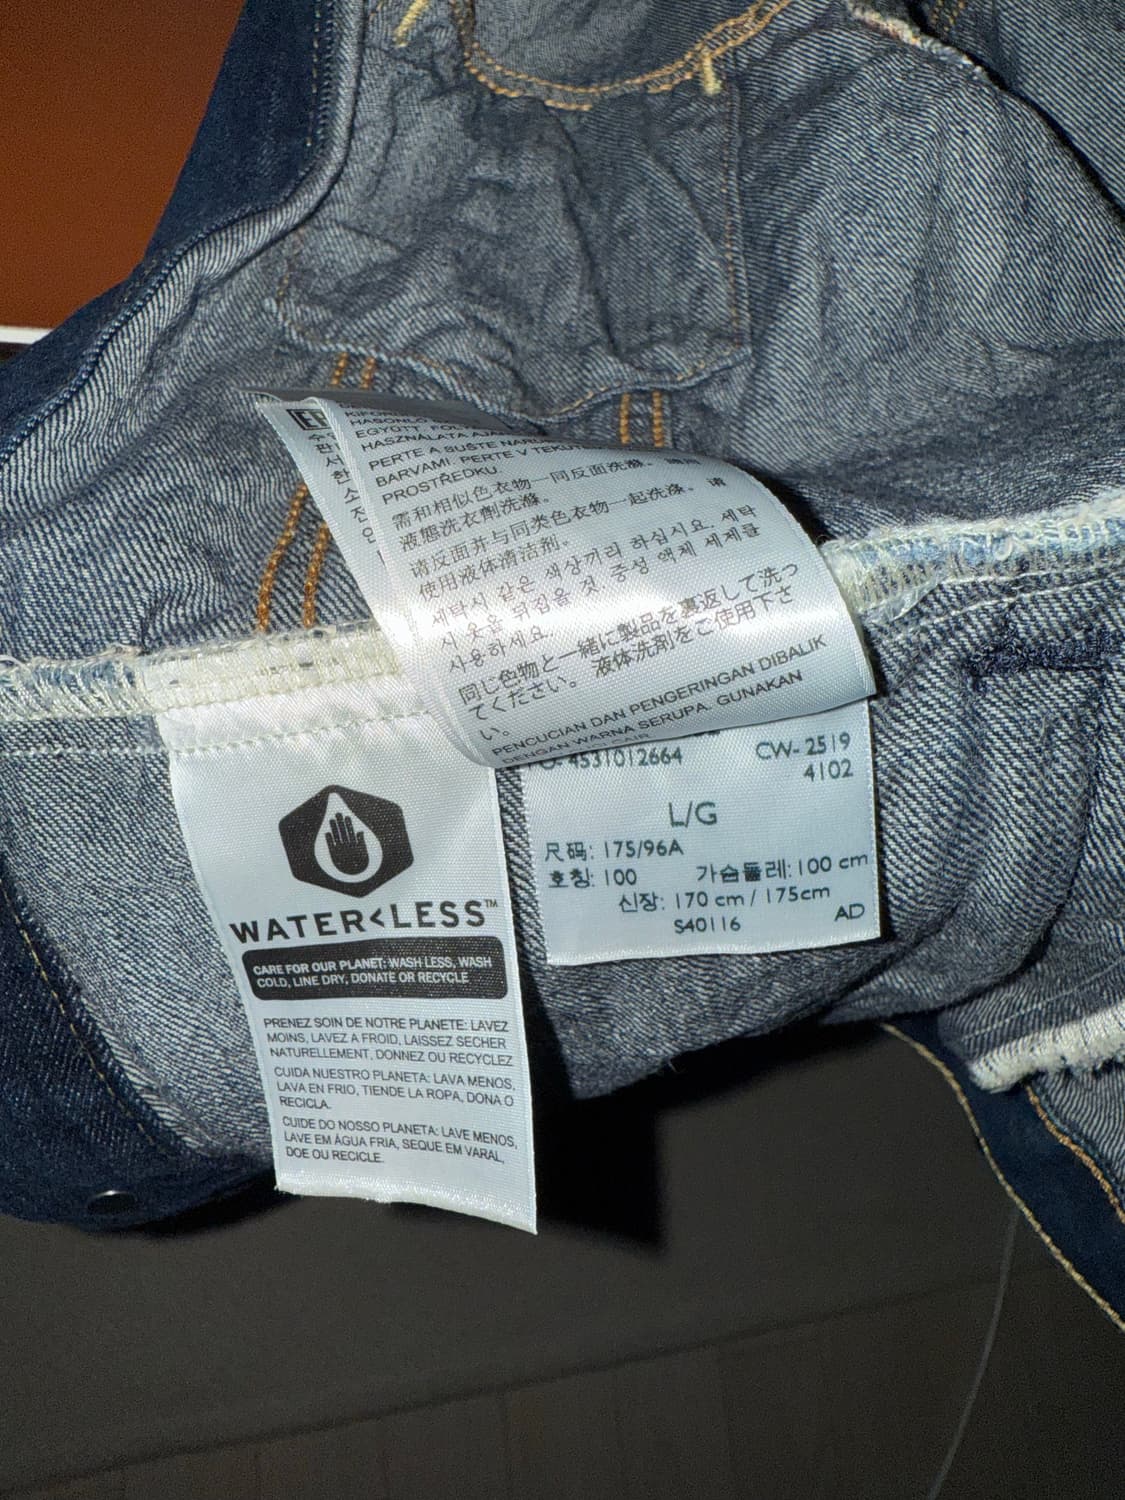 HASZNÁLATA AJÁ
PERTE A SUŠTE NAR
BARVAMI. PERTE V TEKU
PROSTŘEDKU.
需和相似色衣物一同反面洗滌。
液態洗衣劑洗滌。
请反面并与同类色衣物一起洗涤。请
使用液体清洁剂。
세탁시 같은 색상끼리 하십시요. 세탁
시 옷을 뒤집을 것 중성 액체 세제를
사용하세요.
同じ色物と一緒に製品を裏返して洗っ
てください。 液体洗剤をご使用下さ
い。
PENCUCIAN DAN PENGERINGAN DIBALIK
DENGAN WARNA SERUPA. GUNAKAN
4531012664 CW-2519
4102
L/G
尺码: 175/96A
호칭: 100 가슴둘레: 100 cm
신장: 170 cm / 175cm
S40116 AD
WATER<LESS™
CARE FOR OUR PLANET: WASH LESS, WASH
COLD, LINE DRY, DONATE OR RECYCLE
PRENEZ SOIN DE NOTRE PLANETE: LAVEZ
MOINS, LAVEZ A FROID, LAISSEZ SECHER
NATURELLEMENT, DONNEZ OU RECYCLEZ
CUIDA NUESTRO PLANETA: LAVA MENOS,
LAVA EN FRIO, TIENDE LA ROPA, DONA O
RECICLA.
CUIDE DO NOSSO PLANETA: LAVE MENOS,
LAVE EM ÁGUA FRIA, SEQUE EM VARAL,
DOE OU RECICLE.